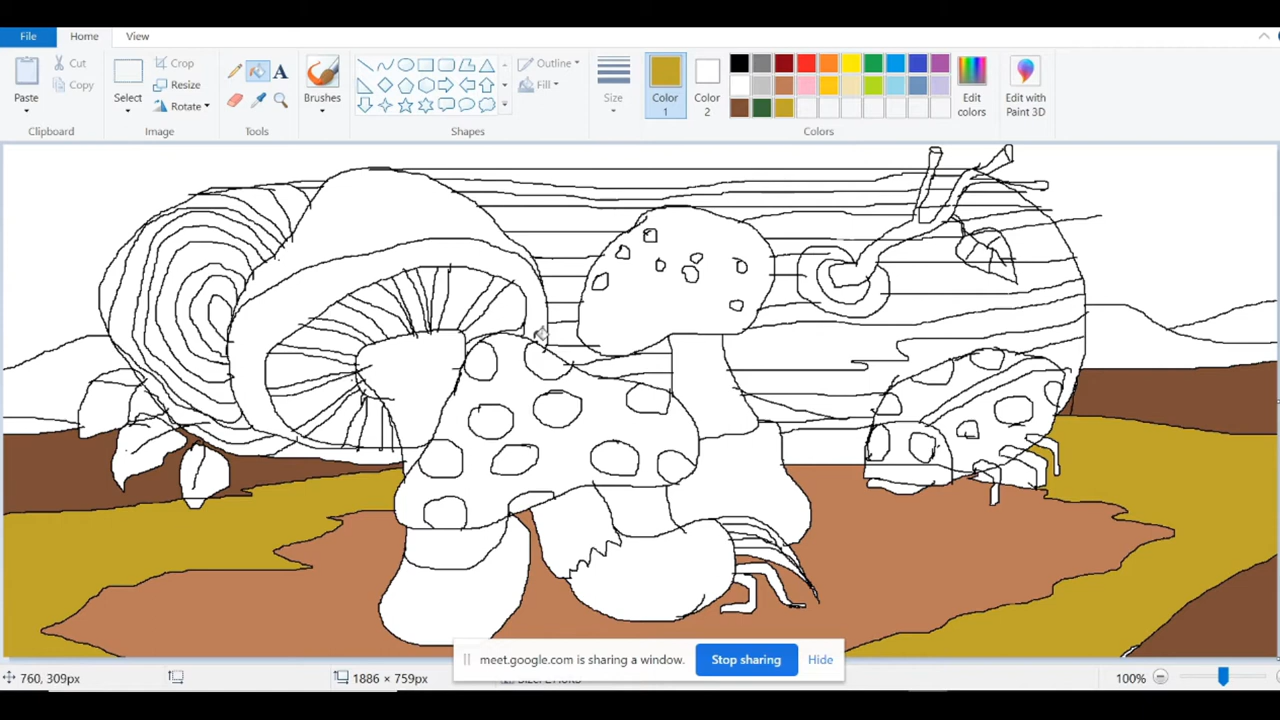 File Home View
Paste Cut Copy Select Crop Resize Rotate A Brushes Outline Fill Size Color 1 Color 2 Edit colors Edit with Paint 3D
Clipboard Image Tools Shapes Colors
meet.google.com is sharing a window. Stop sharing Hide
760, 309px 1886 × 759px 100%